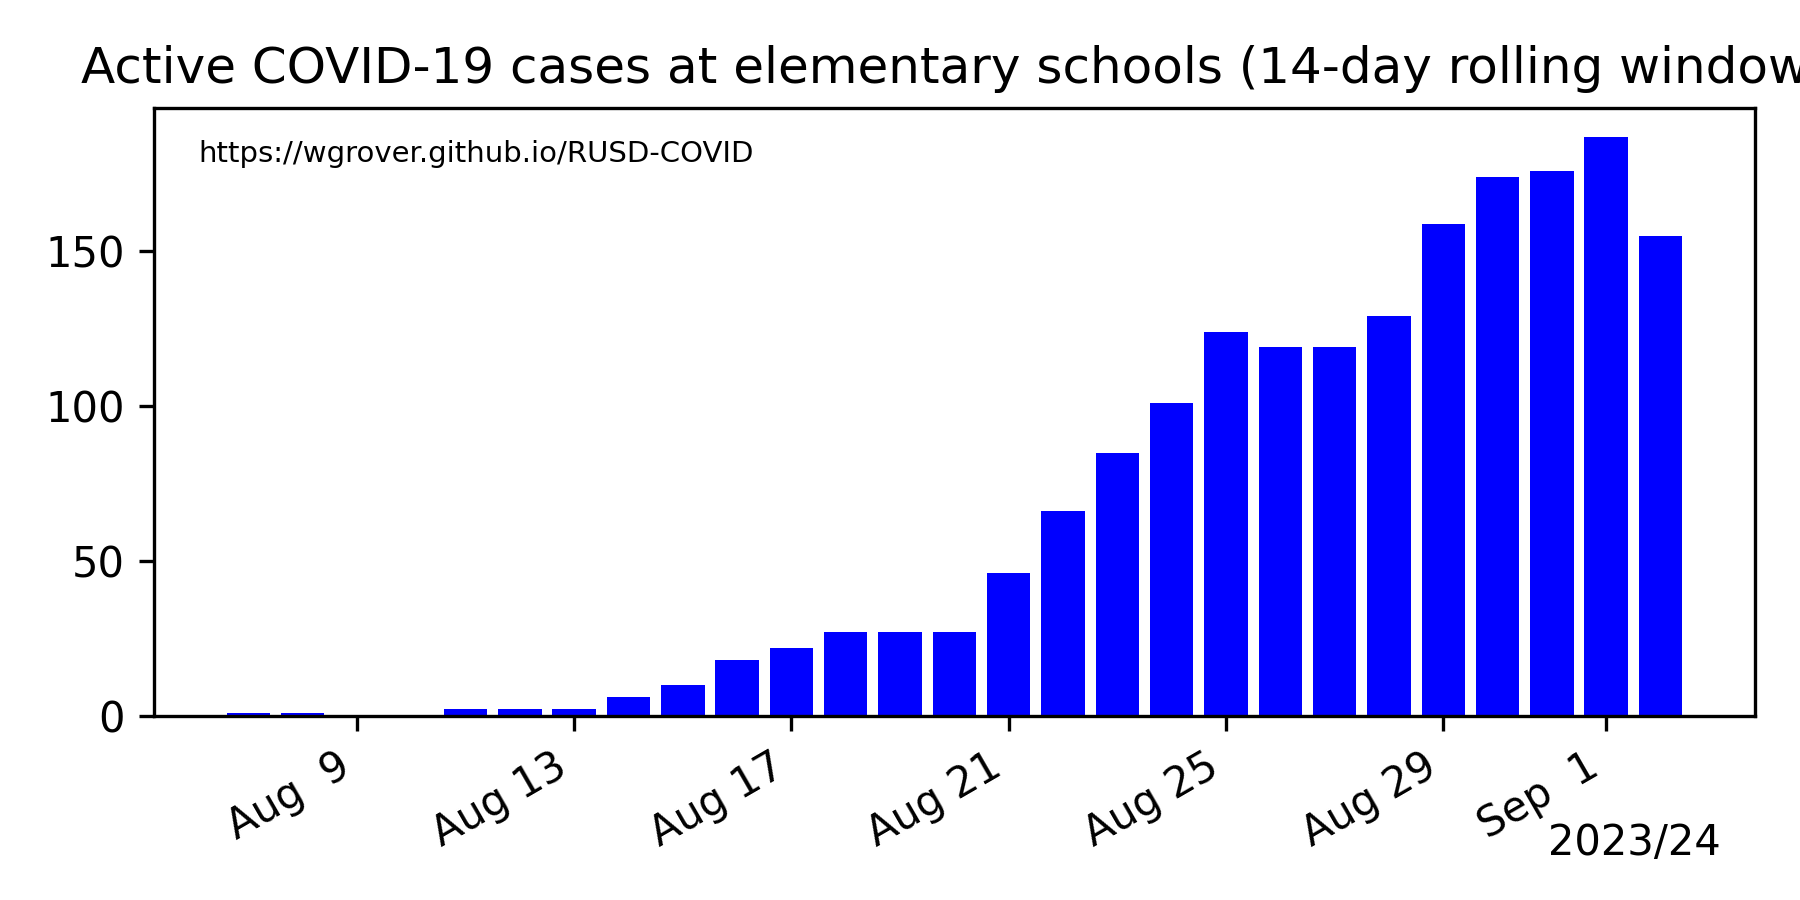 Active COVID-19 cases at elementary schools (14-day rolling window
https://wgrover.github.io/RUSD-COVID
150
100
50
0
Aug 9
Aug 13
Aug 17
Aug 21
Aug 25
Aug 29
Sep 1
2023/24